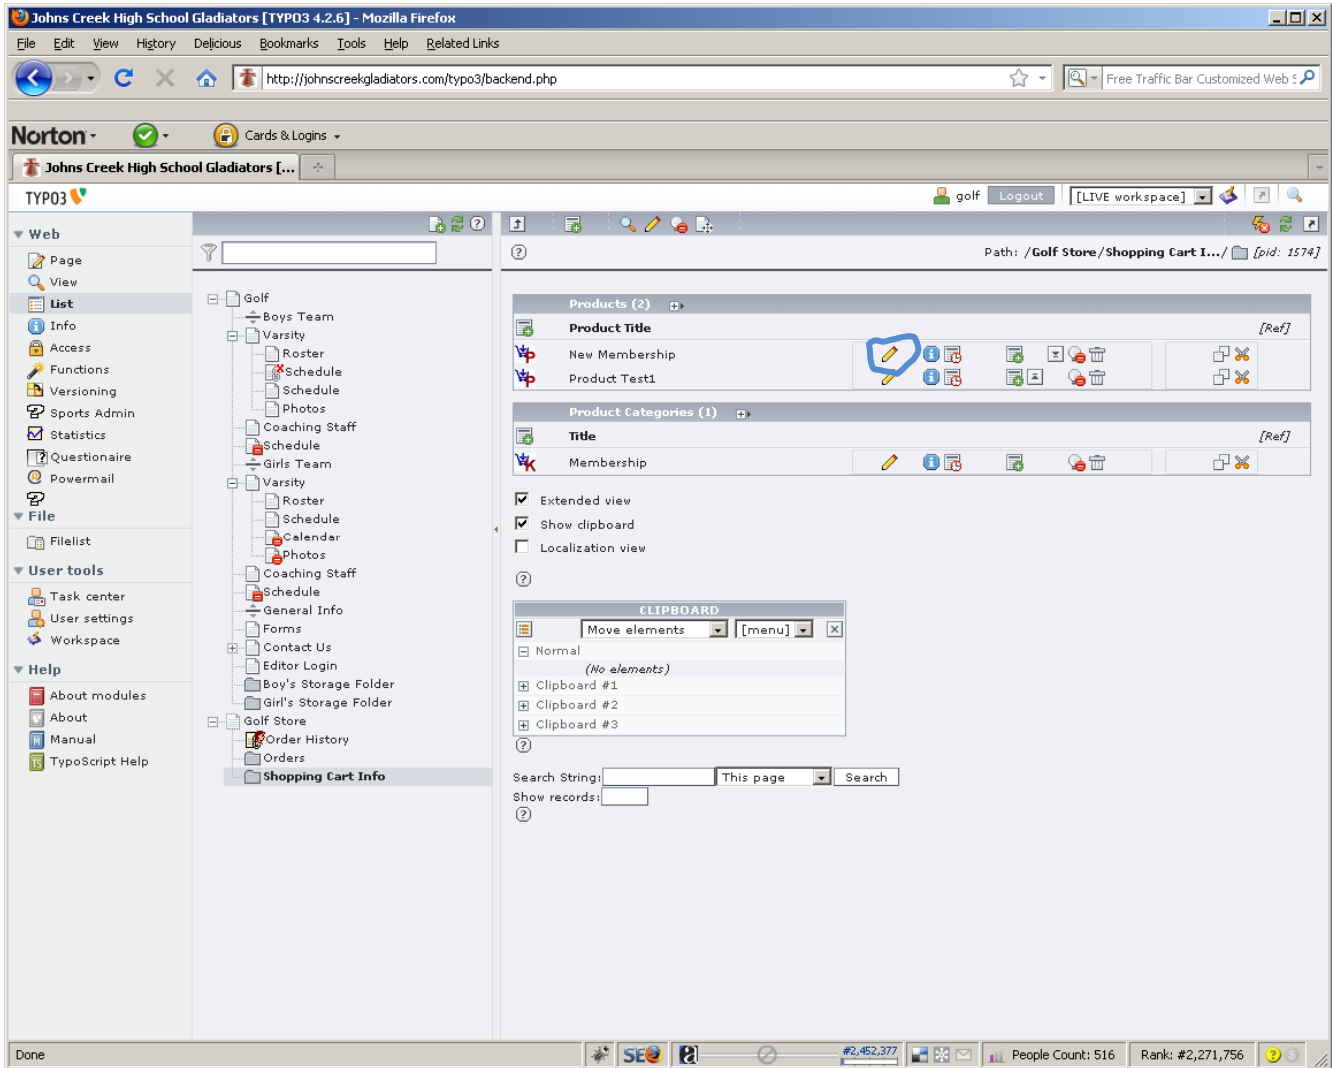 Johns Creek High School Gladiators [TYPO3 4.2.6] - Mozilla Firefox
File Edit View History Delicious Bookmarks Tools Help Related Links
http://johnscreekgladiators.com/typo3/backend.php
Free Traffic Bar Customized Web S
Norton
Cards & Logins
Johns Creek High School Gladiators [...
TYPO3
golf Logout [LIVE workspace]
Path: /Golf Store/Shopping Cart I.../ [pid: 1574]
Web
Page
View
List
Info
Access
Functions
Versioning
Sports Admin
Statistics
Questionaire
Powermail
File
Filelist
User tools
Task center
User settings
Workspace
Help
About modules
About
Manual
TypoScript Help
Golf
Boys Team
Varsity
Roster
Schedule
Schedule
Photos
Coaching Staff
Schedule
Girls Team
Varsity
Roster
Schedule
Calendar
Photos
Coaching Staff
Schedule
General Info
Forms
Contact Us
Editor Login
Boy's Storage Folder
Girl's Storage Folder
Golf Store
Order History
Orders
Shopping Cart Info
Products (2)
Product Title [Ref]
New Membership
Product Test1
Product Categories (1)
Title [Ref]
Membership
Extended view
Show clipboard
Localization view
CLIPBOARD
Move elements [menu]
Normal
(No elements)
Clipboard #1
Clipboard #2
Clipboard #3
Search String: This page Search
Show records:
Done SEO #2,452,377 People Count: 516 Rank: #2,271,756